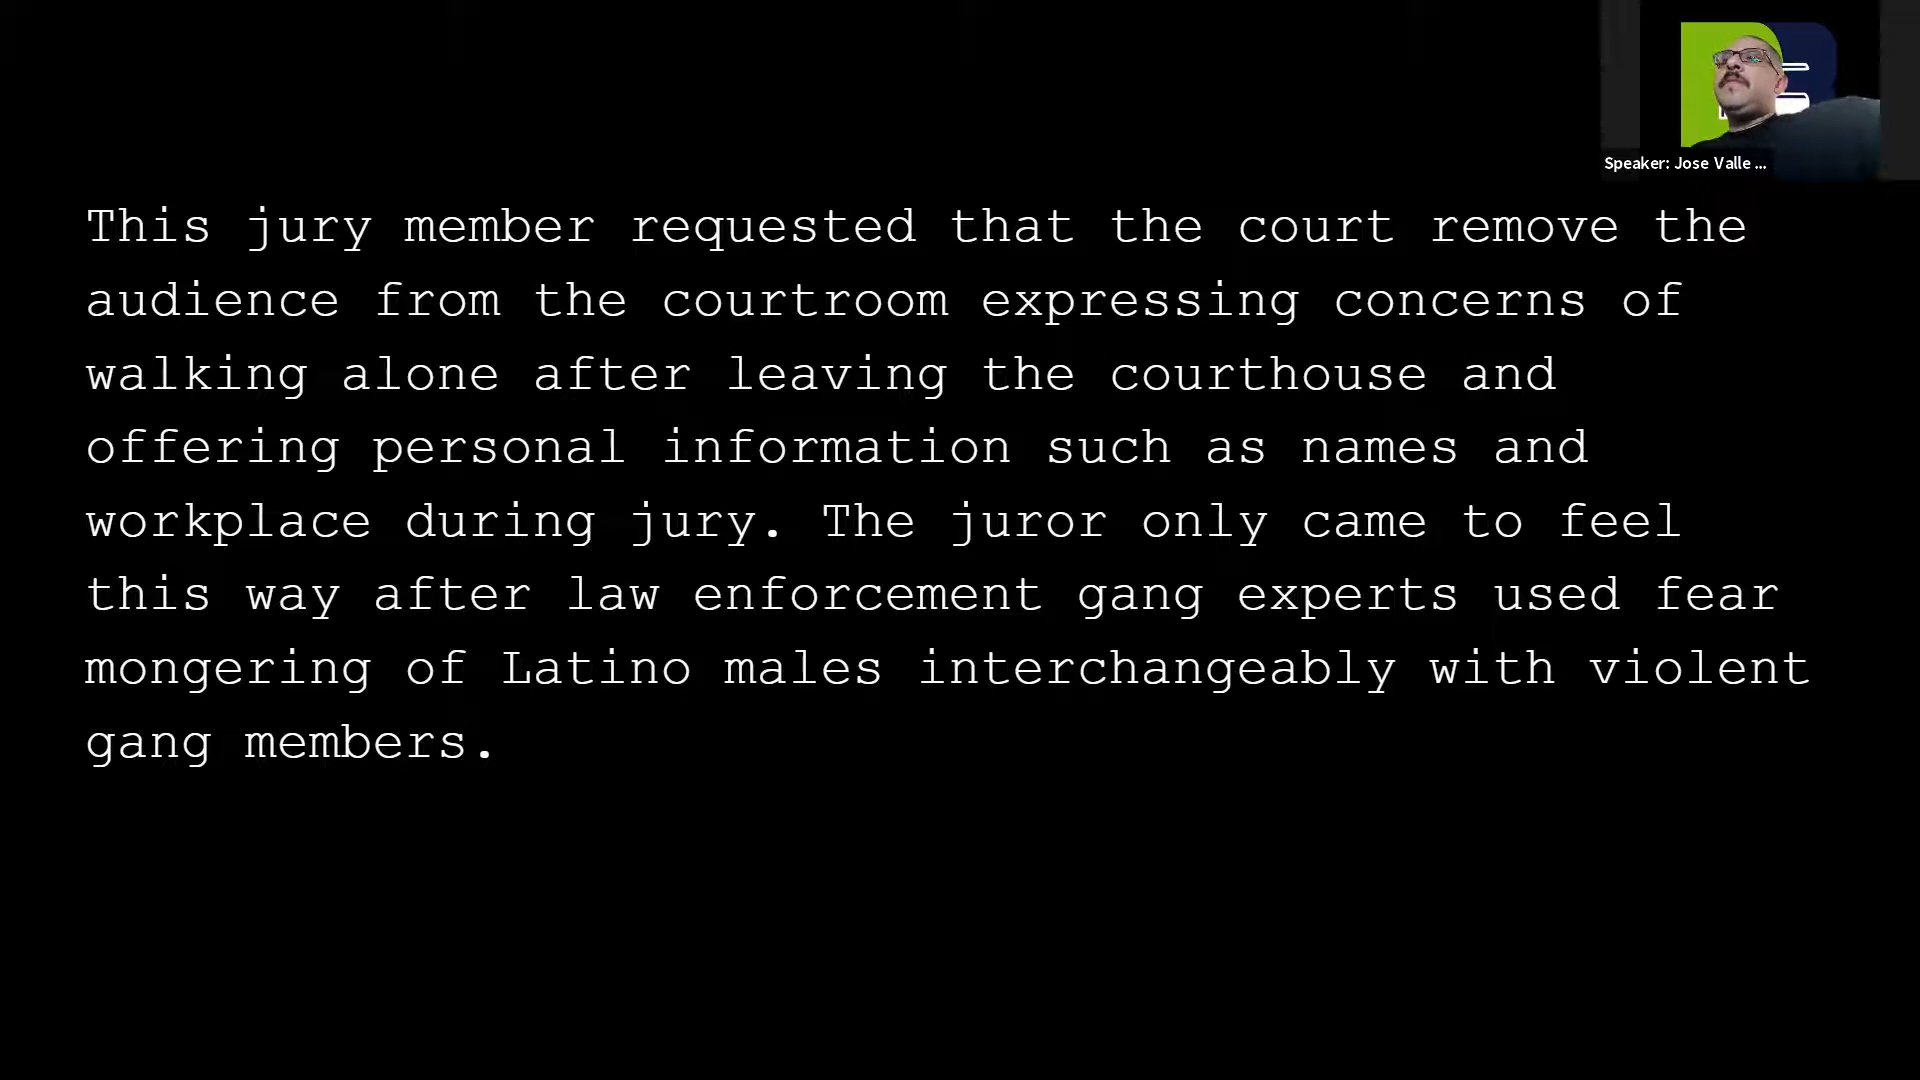 Speaker: Jose Valle ...
This jury member requested that the court remove the
audience from the courtroom expressing concerns of
walking alone after leaving the courthouse and
offering personal information such as names and
workplace during jury. The juror only came to feel
this way after law enforcement gang experts used fear
mongering of Latino males interchangeably with violent
gang members.